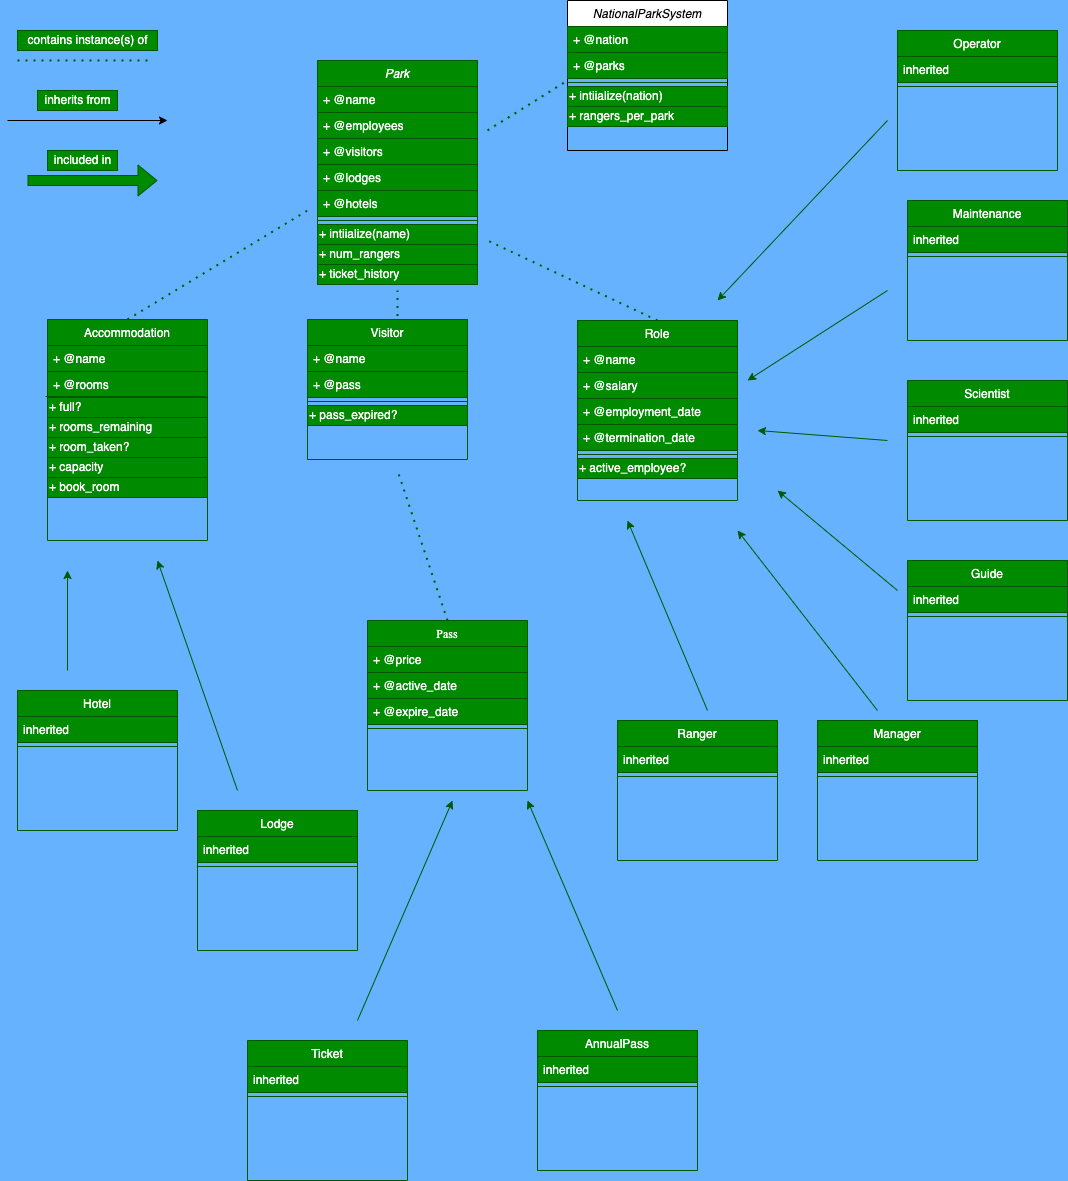 contains instance(s) of
inherits from
included in
NationalParkSystem
+ @nation
+ @parks
+ intiialize(nation)
+ rangers_per_park
Park
+ @name
+ @employees
+ @visitors
+ @lodges
+ @hotels
+ intiialize(name)
+ num_rangers
+ ticket_history
Operator
inherited
Maintenance
inherited
Accommodation
+ @name
+ @rooms
+ full?
+ rooms_remaining
+ room_taken?
+ capacity
+ book_room
Visitor
+ @name
+ @pass
+ pass_expired?
Role
+ @name
+ @salary
+ @employment_date
+ @termination_date
+ active_employee?
Scientist
inherited
Guide
inherited
Pass
+ @price
+ @active_date
+ @expire_date
Hotel
inherited
Lodge
inherited
Ranger
inherited
Manager
inherited
Ticket
inherited
AnnualPass
inherited